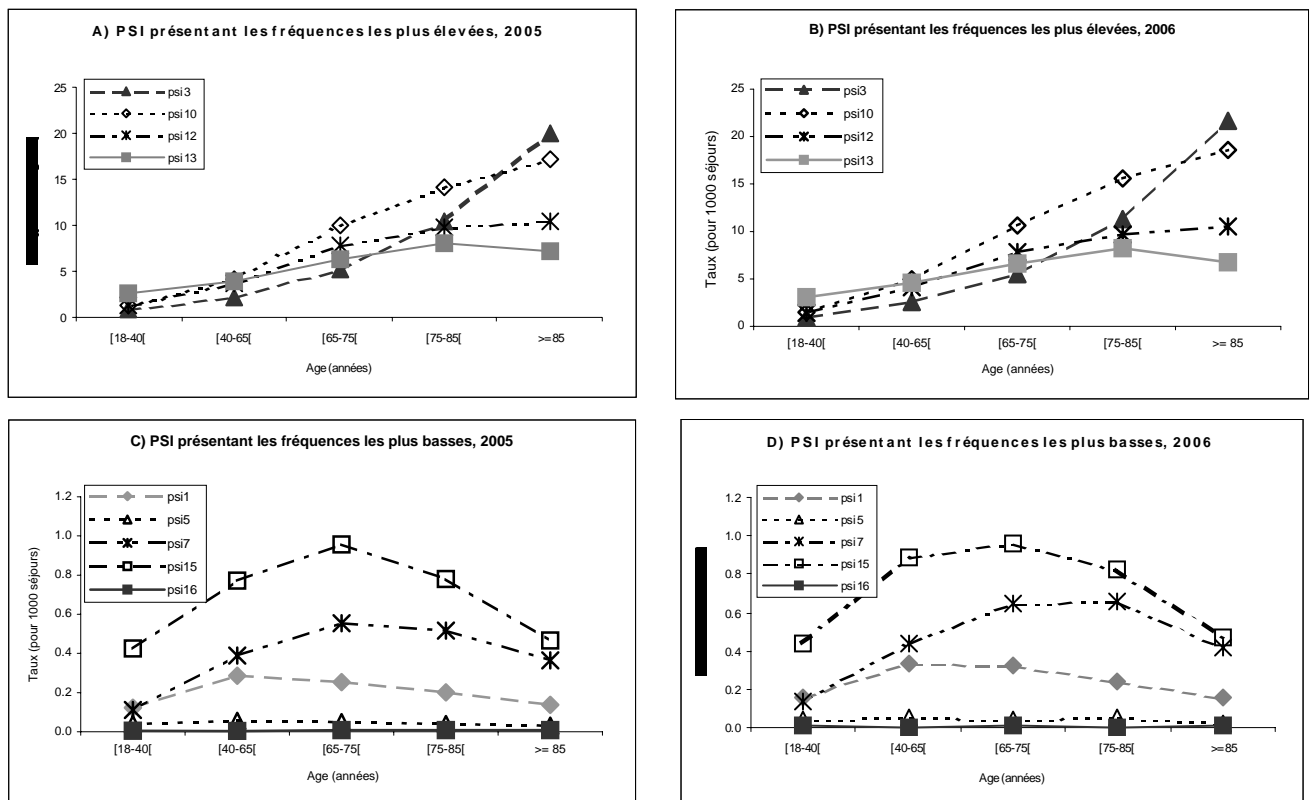 A) PSI présentant les fréquences les plus élevées, 2005
psi3
psi10
psi12
psi13
25
20
15
10
5
0
[18-40[ [40-65[ [65-75[ [75-85[ >= 85
Age (années)
B) PSI présentant les fréquences les plus élevées, 2006
psi3
psi10
psi12
psi13
Taux (pour 1000 séjours)
25
20
15
10
5
0
[18-40[ [40-65[ [65-75[ [75-85[ >= 85
Age (années)
C) PSI présentant les fréquences les plus basses, 2005
psi1
psi5
psi7
psi15
psi16
Taux (pour 1000 séjours)
1.2
1.0
0.8
0.6
0.4
0.2
0.0
[18-40[ [40-65[ [65-75[ [75-85[ >= 85
Age (années)
D) PSI présentant les fréquences les plus basses, 2006
psi1
psi5
psi7
psi15
psi16
1.2
1.0
0.8
0.6
0.4
0.2
0.0
[18-40[ [40-65[ [65-75[ [75-85[ >= 85
Age (années)